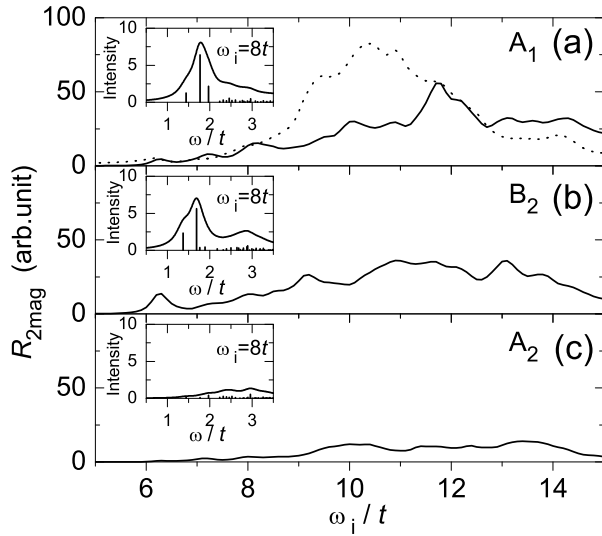 R2mag (arb.unit)
100
50
0
A1 (a)
Intensity
10
5
0
ωi=8t
1 2 3
ω/t
50
0
B2 (b)
Intensity
10
5
0
ωi=8t
1 2 3
ω/t
50
0
A2 (c)
Intensity
10
5
0
ωi=8t
1 2 3
ω/t
6 8 10 12 14
ωi/t